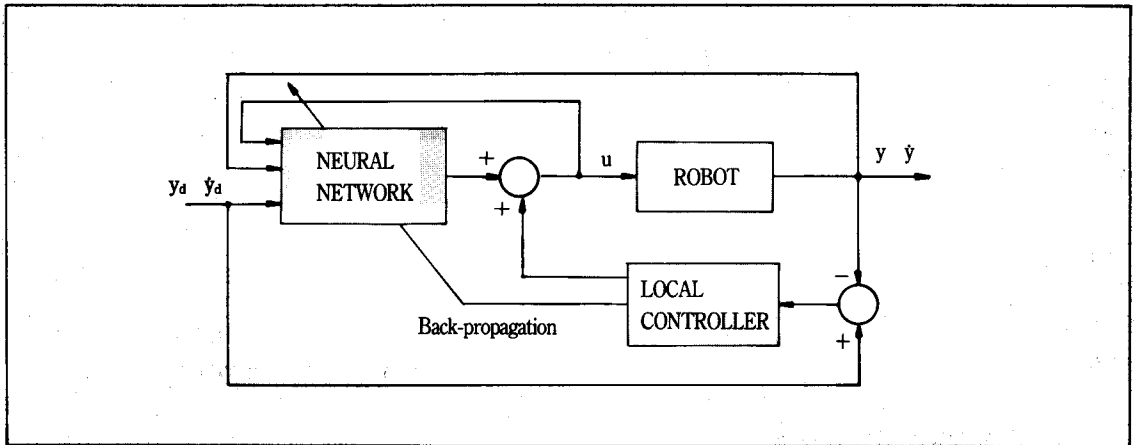 NEURAL
NETWORK
+
+
u
ROBOT
y ẏ
y_d ẏ_d
LOCAL
CONTROLLER
−
+
Back-propagation